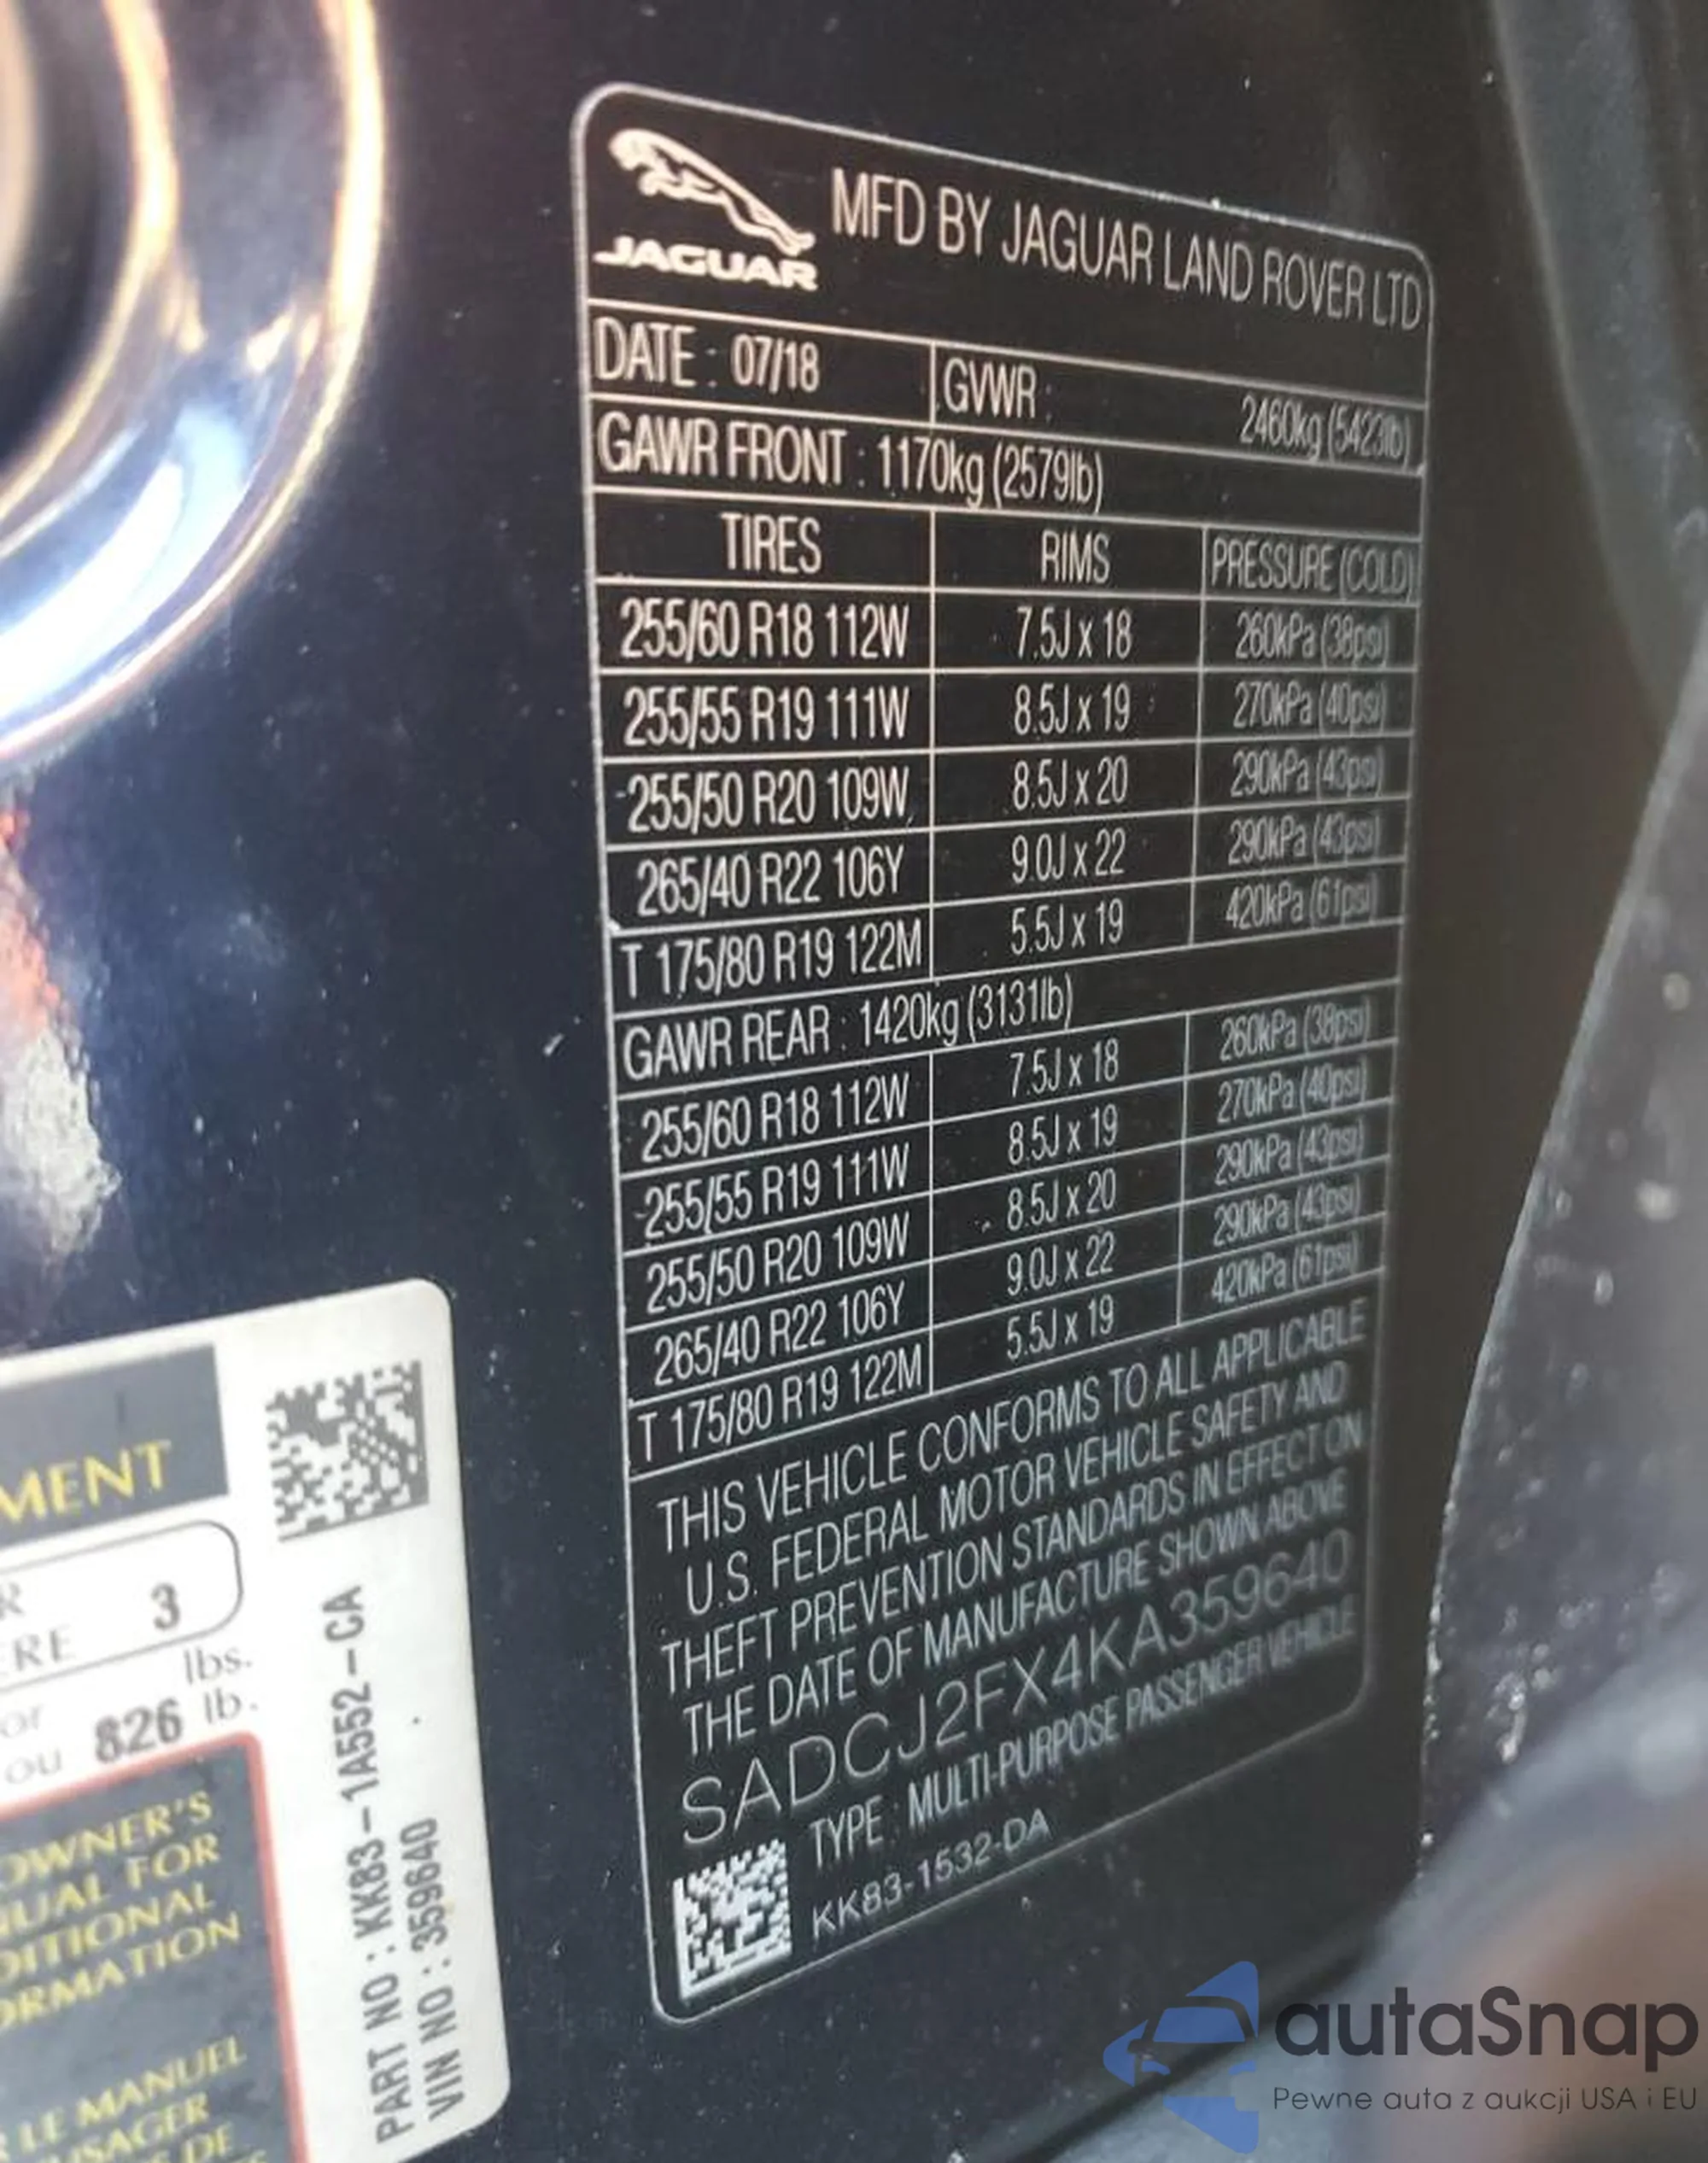 JAGUAR
MFD BY JAGUAR LAND ROVER LTD
DATE : 07/18 GVWR : 2460kg (5423lb)
GAWR FRONT : 1170kg (2579lb)
TIRES RIMS PRESSURE (COLD)
255/60 R18 112W 7.5J x 18 260kPa (38psi)
255/55 R19 111W 8.5J x 19 270kPa (40psi)
255/50 R20 109W 8.5J x 20 290kPa (43psi)
265/40 R22 106Y 9.0J x 22 290kPa (43psi)
T 175/80 R19 122M 5.5J x 19 420kPa (61psi)
GAWR REAR : 1420kg (3131lb)
255/60 R18 112W 7.5J x 18 260kPa (38psi)
255/55 R19 111W 8.5J x 19 270kPa (40psi)
255/50 R20 109W 8.5J x 20 290kPa (43psi)
265/40 R22 106Y 9.0J x 22 290kPa (43psi)
T 175/80 R19 122M 5.5J x 19 420kPa (61psi)
THIS VEHICLE CONFORMS TO ALL APPLICABLE
U.S. FEDERAL MOTOR VEHICLE SAFETY AND
THEFT PREVENTION STANDARDS IN EFFECT ON
THE DATE OF MANUFACTURE SHOWN ABOVE
SADCJ2FX4KA359640
TYPE : MULTI-PURPOSE PASSENGER VEHICLE
KK83-1532-DA
MENT
R
ERE 3
or lbs.
ou 826 lb.
OWNER'S
NUAL FOR
DITIONAL
ORMATION
LE MANUEL
USAGER
DE
PART NO : KK83-1A552-CA
VIN NO : 359640
autaSnap
Pewne auta z aukcji USA i EU